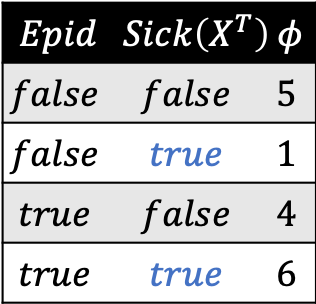 Epid Sick(X^T) ϕ
false false 5
false true 1
true false 4
true true 6